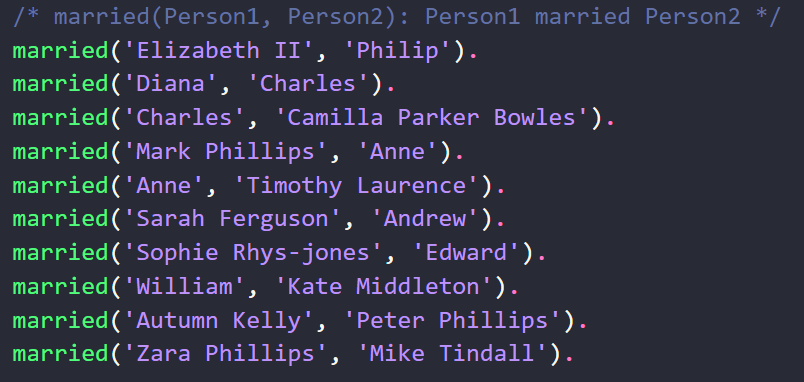 /* married(Person1, Person2): Person1 married Person2 */
married('Elizabeth II', 'Philip').
married('Diana', 'Charles').
married('Charles', 'Camilla Parker Bowles').
married('Mark Phillips', 'Anne').
married('Anne', 'Timothy Laurence').
married('Sarah Ferguson', 'Andrew').
married('Sophie Rhys-jones', 'Edward').
married('William', 'Kate Middleton').
married('Autumn Kelly', 'Peter Phillips').
married('Zara Phillips', 'Mike Tindall').